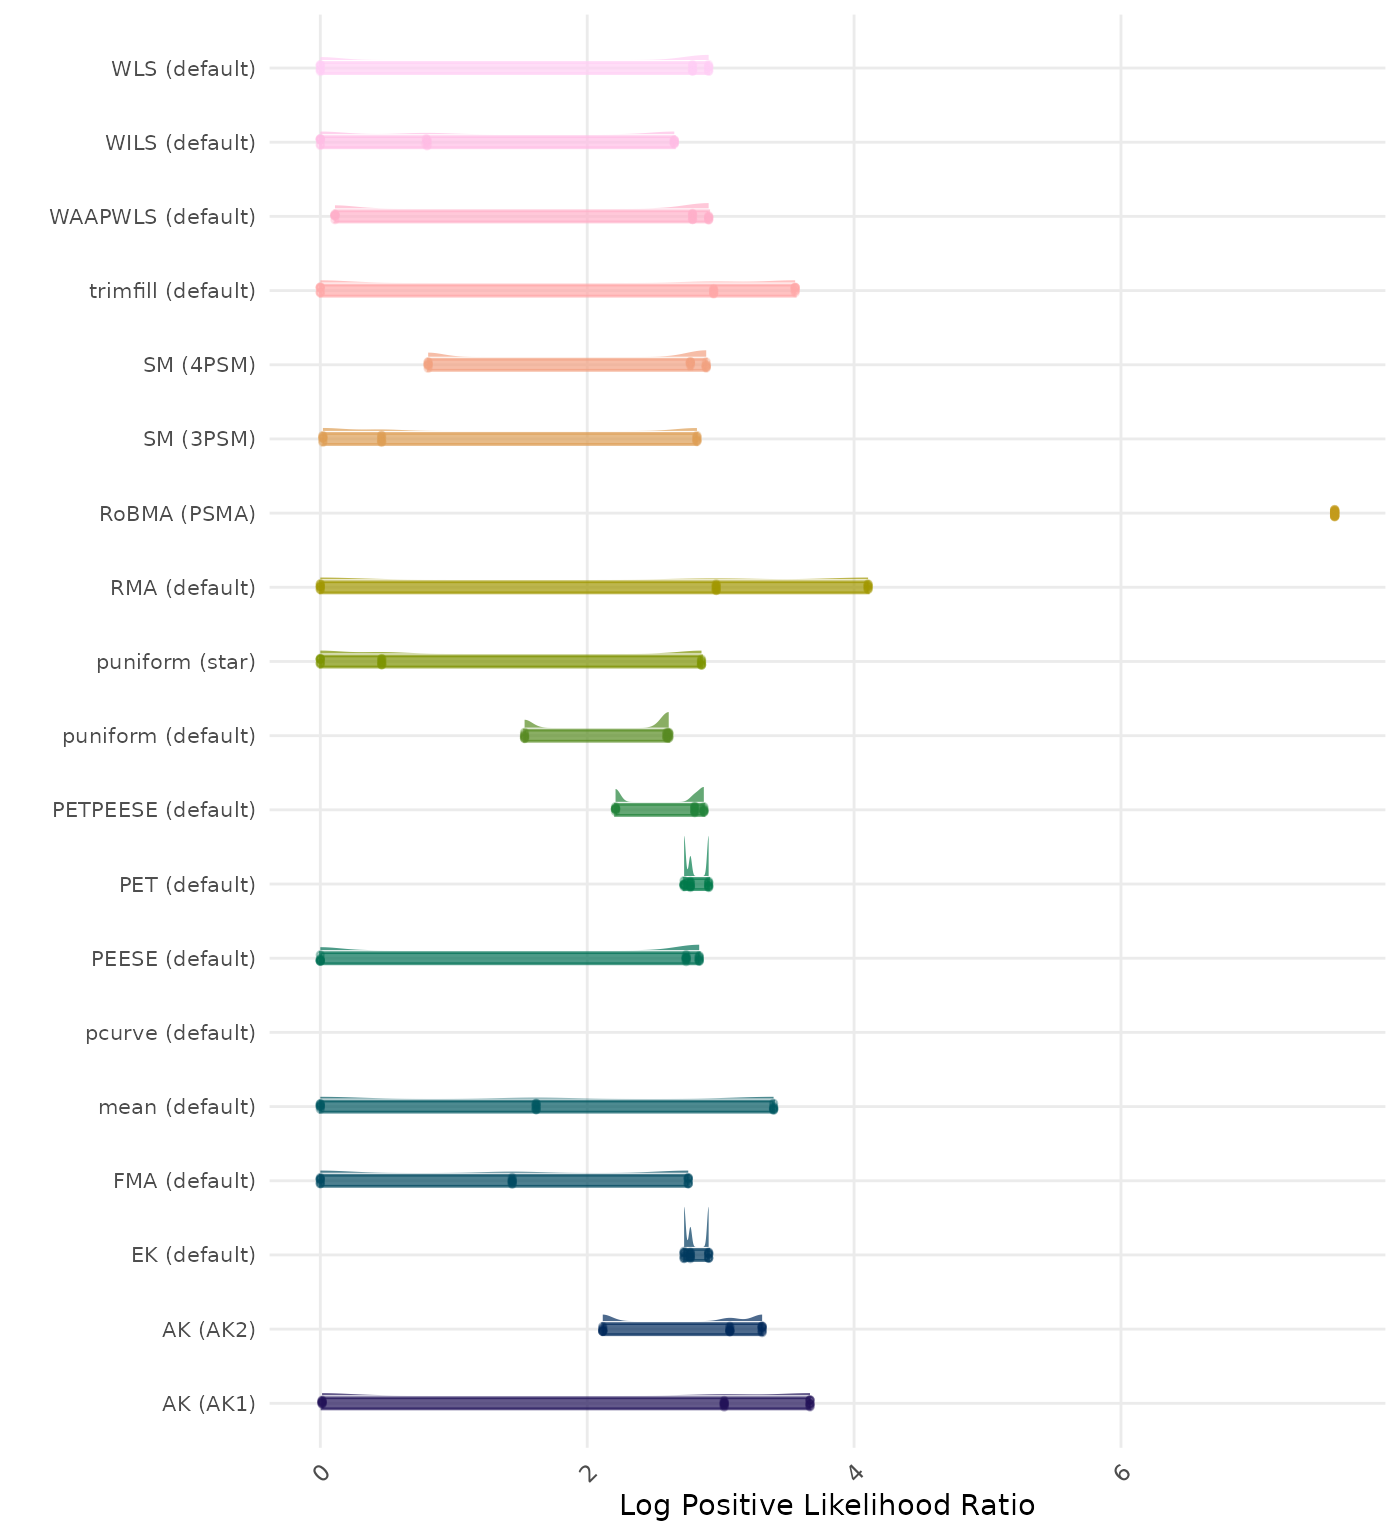 WLS (default)
WILS (default)
WAAPWLS (default)
trimfill (default)
SM (4PSM)
SM (3PSM)
RoBMA (PSMA)
RMA (default)
puniform (star)
puniform (default)
PETPEESE (default)
PET (default)
PEESE (default)
pcurve (default)
mean (default)
FMA (default)
EK (default)
AK (AK2)
AK (AK1)
0 2 4 6
Log Positive Likelihood Ratio